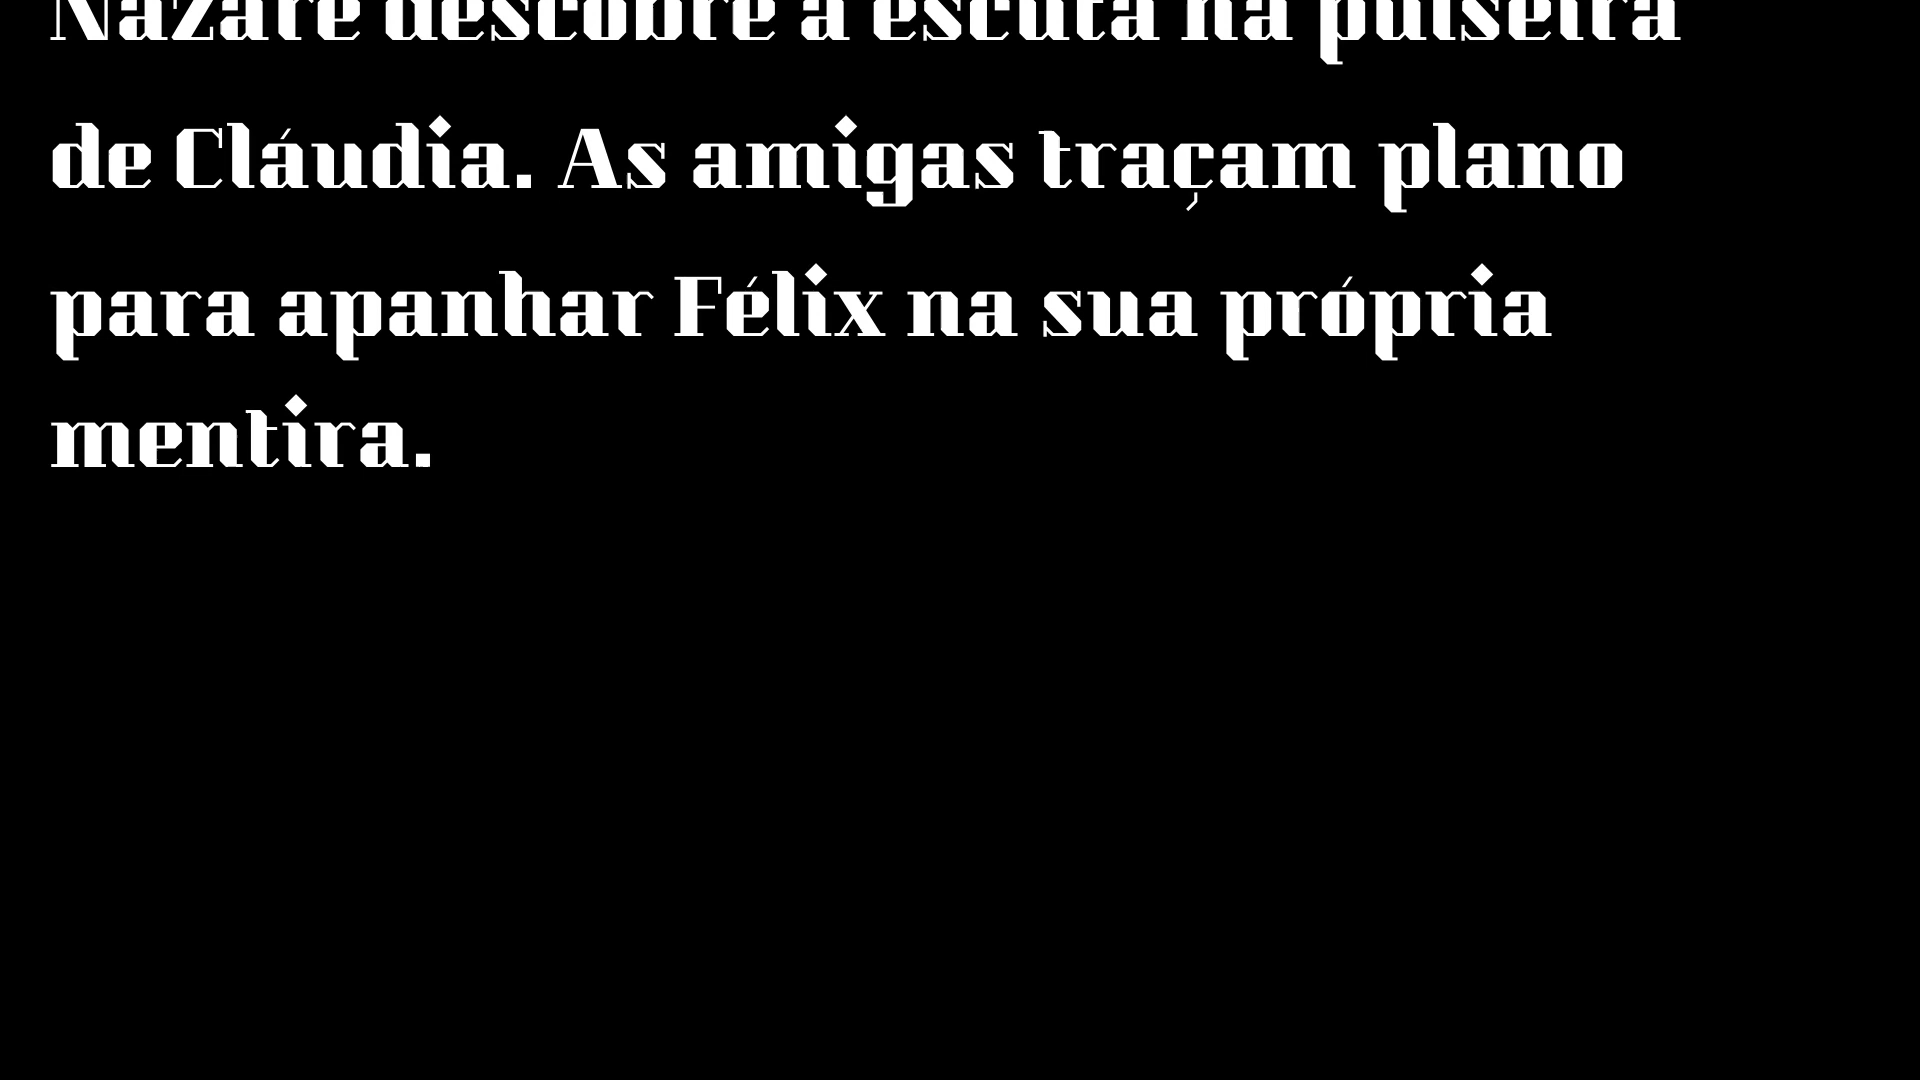 Nazaré descobre a escuta na pulseira
de Cláudia. As amigas traçam plano
para apanhar Félix na sua própria
mentira.